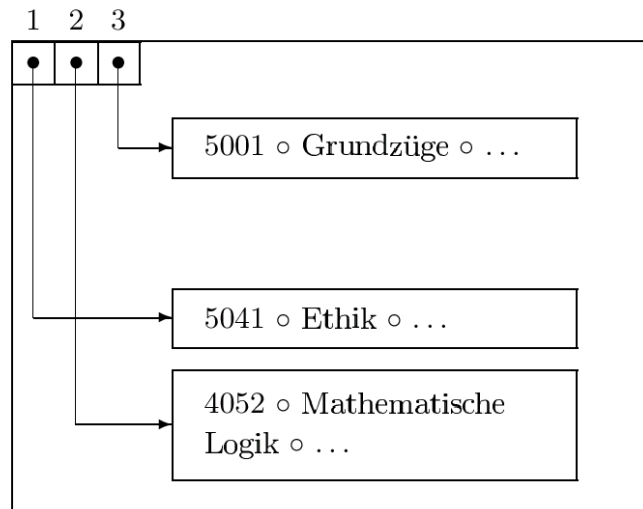 1 2 3
5001 ∘ Grundzüge ∘ ...
5041 ∘ Ethik ∘ ...
4052 ∘ Mathematische
Logik ∘ ...